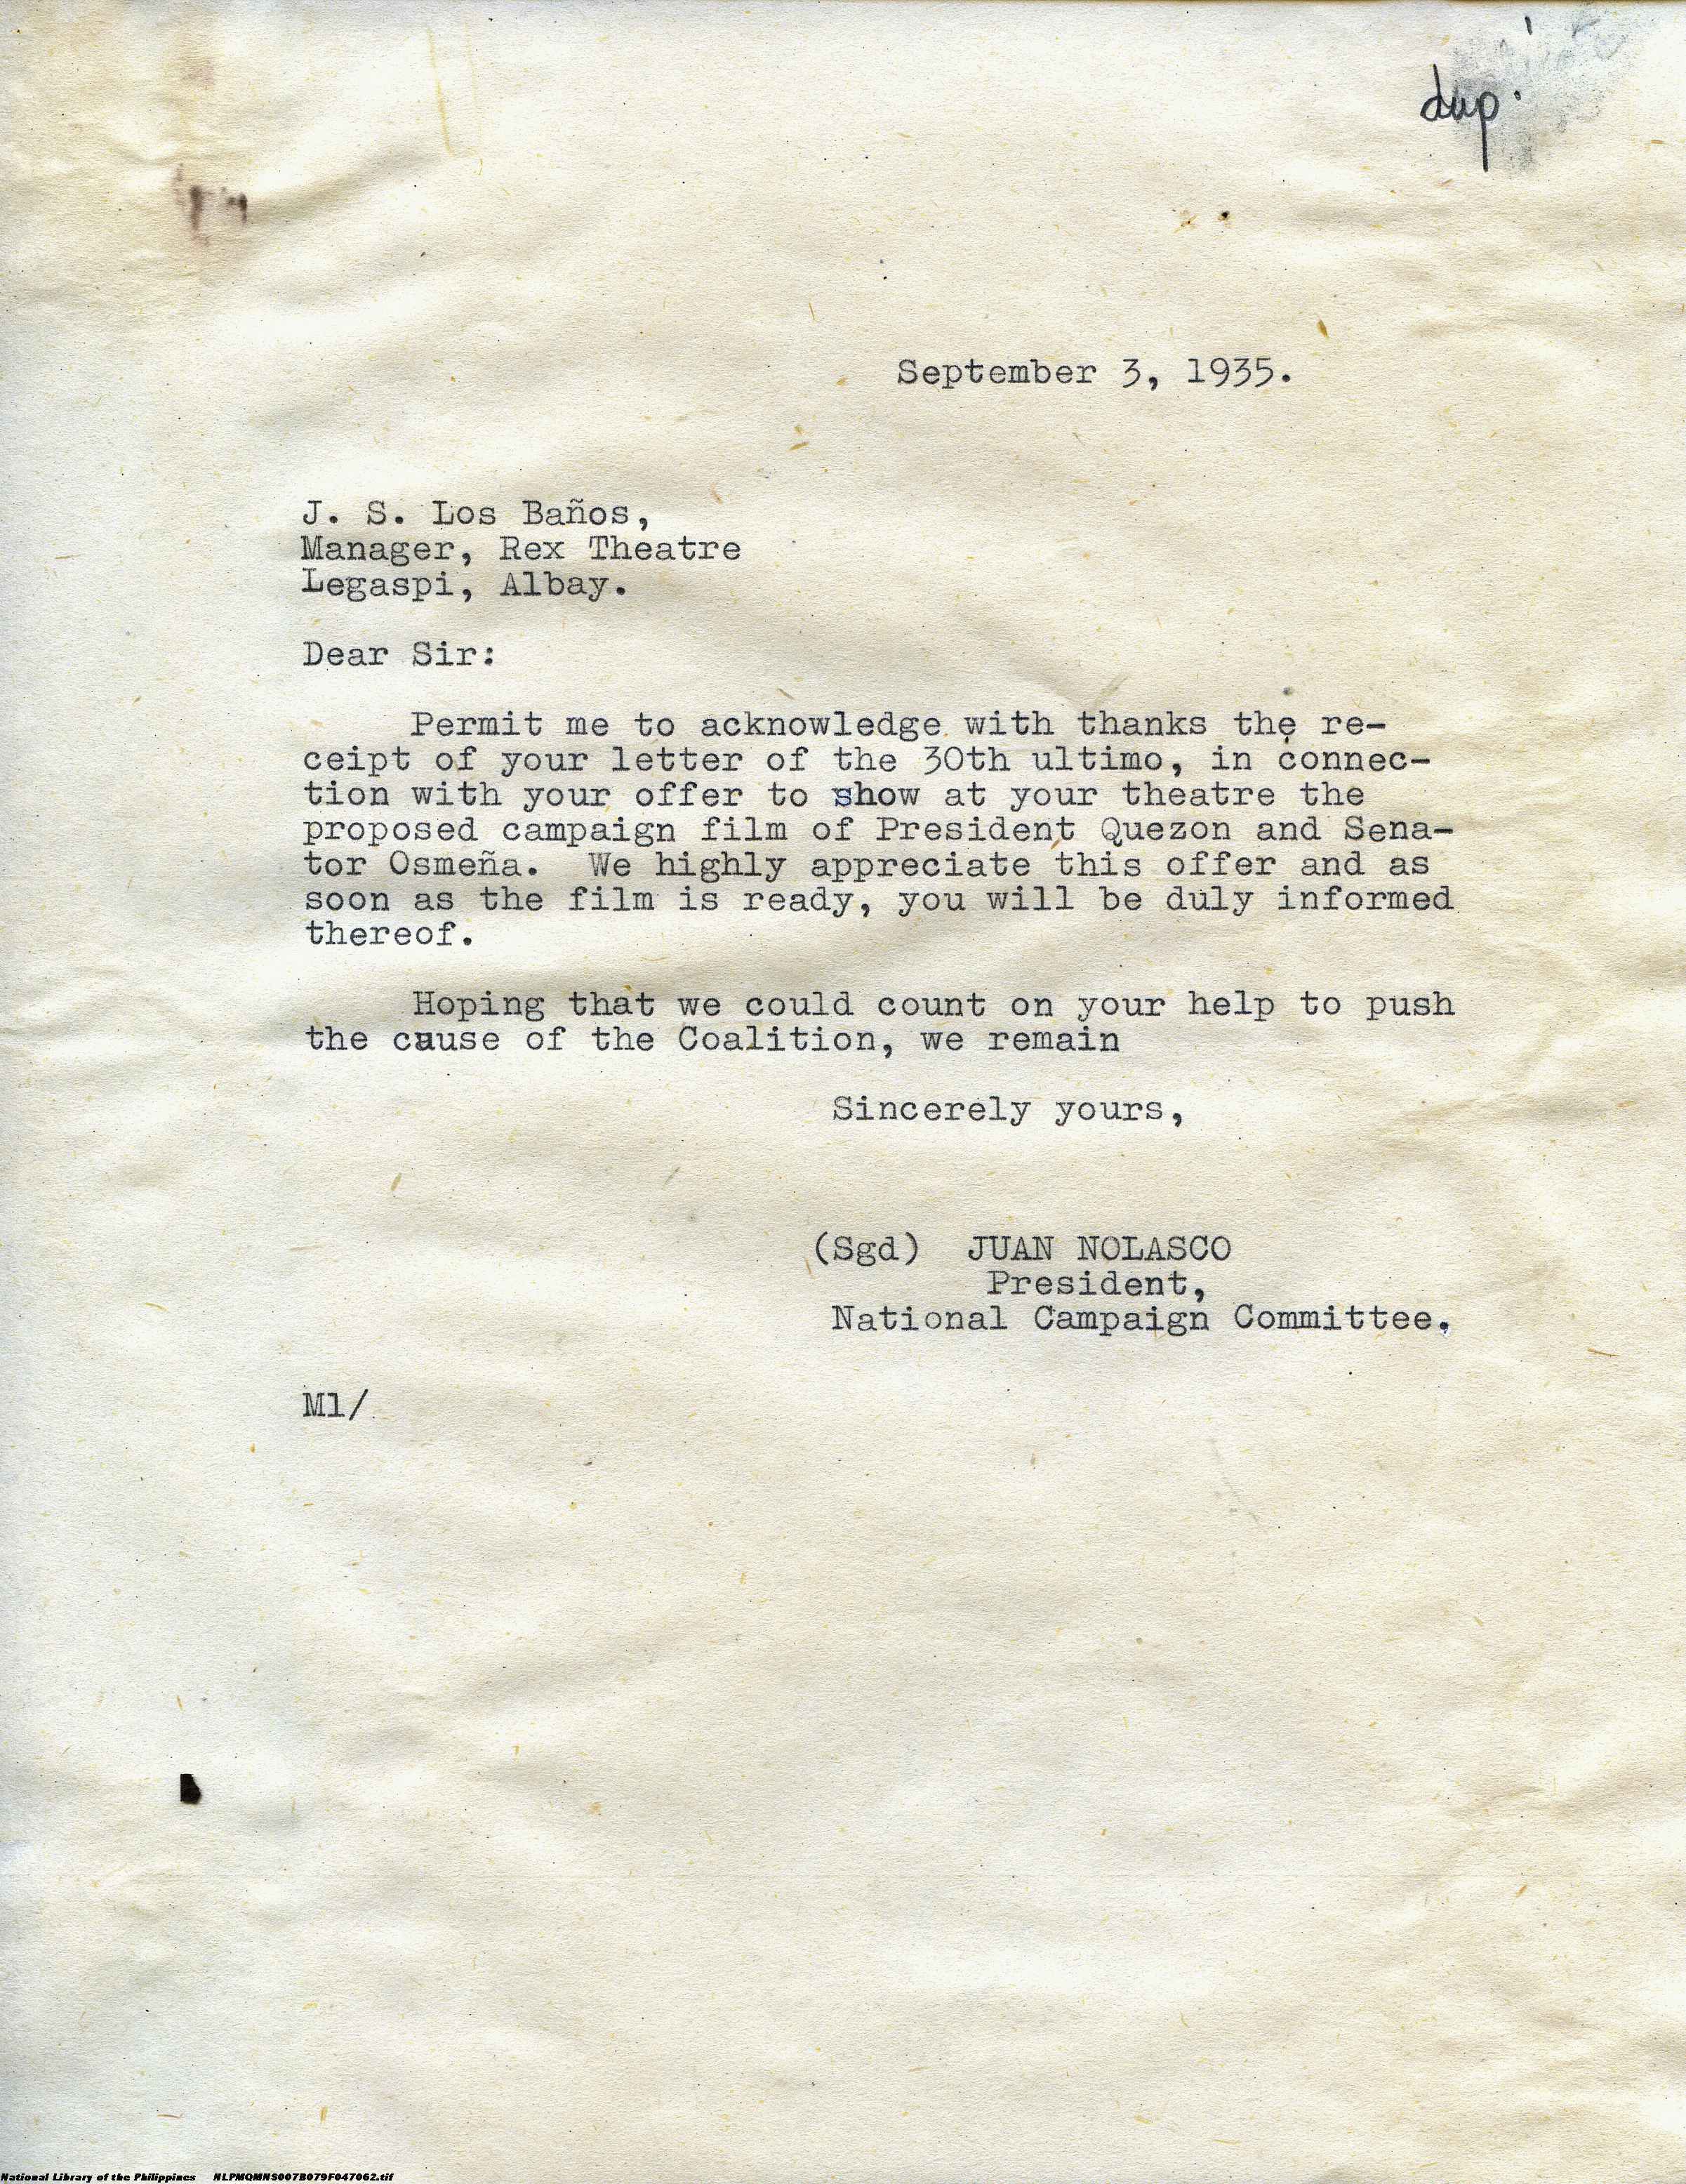 dup.
September 3, 1935.
J. S. Los Baños,
Manager, Rex Theatre
Legaspi, Albay.
Dear Sir:
Permit me to acknowledge with thanks the re-
ceipt of your letter of the 30th ultimo, in connec-
tion with your offer to show at your theatre the
proposed campaign film of President Quezon and Sena-
tor Osmeña. We highly appreciate this offer and as
soon as the film is ready, you will be duly informed
thereof.
Hoping that we could count on your help to push
the cause of the Coalition, we remain
Sincerely yours,
(Sgd) JUAN NOLASCO
President,
National Campaign Committee.
Ml/
National Library of the Philippines NLPMQMNS007B079F047062.tif